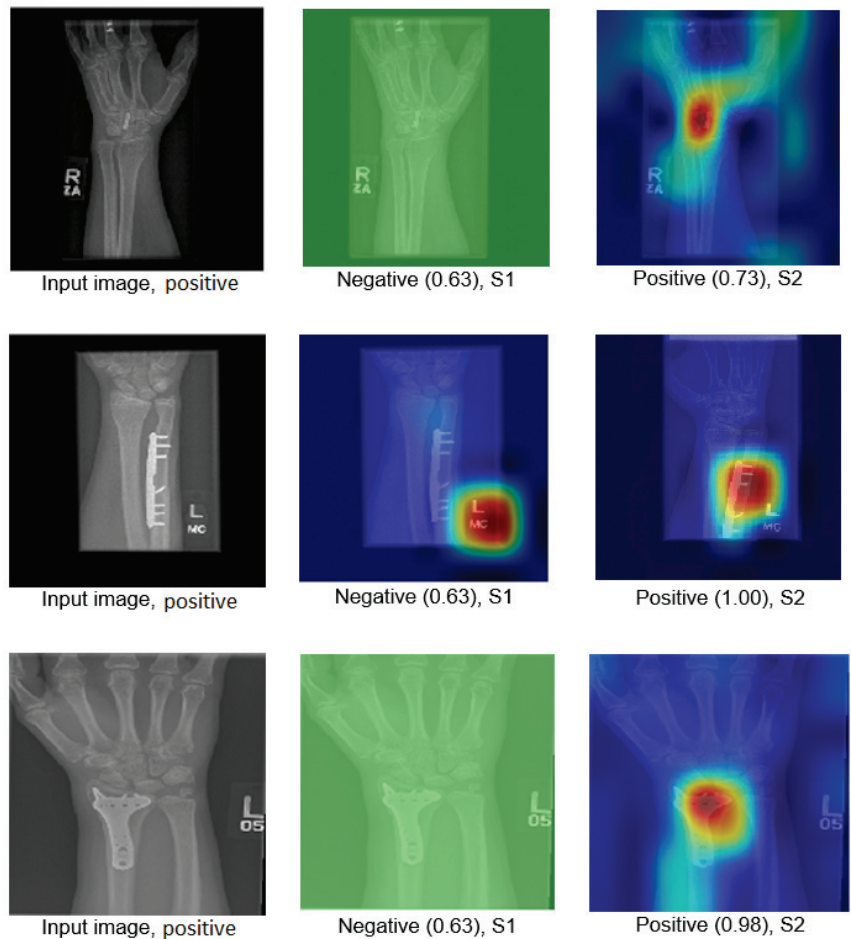 R
ZA
R
ZA
R
ZA
Input image, positive
Negative (0.63), S1
Positive (0.73), S2
L
MC
L
MC
L
MC
Input image, positive
Negative (0.63), S1
Positive (1.00), S2
L
05
L
05
L
05
Input image, positive
Negative (0.63), S1
Positive (0.98), S2